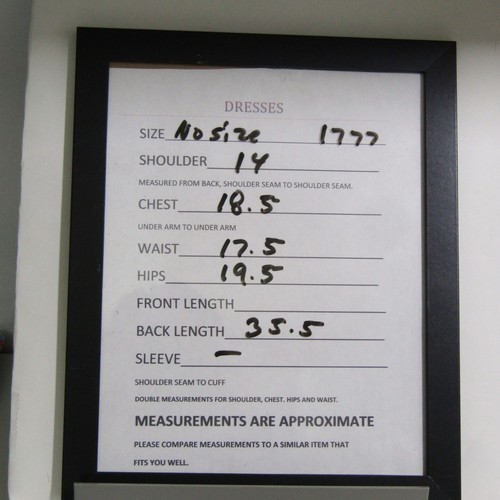 DRESSES
SIZE No size 1777
SHOULDER 14
MEASURED FROM BACK, SHOULDER SEAM TO SHOULDER SEAM.
CHEST 18.5
UNDER ARM TO UNDER ARM
WAIST 17.5
HIPS 19.5
FRONT LENGTH
BACK LENGTH 35.5
SLEEVE —
SHOULDER SEAM TO CUFF
DOUBLE MEASUREMENTS FOR SHOULDER, CHEST. HIPS AND WAIST.
MEASUREMENTS ARE APPROXIMATE
PLEASE COMPARE MEASUREMENTS TO A SIMILAR ITEM THAT
FITS YOU WELL.